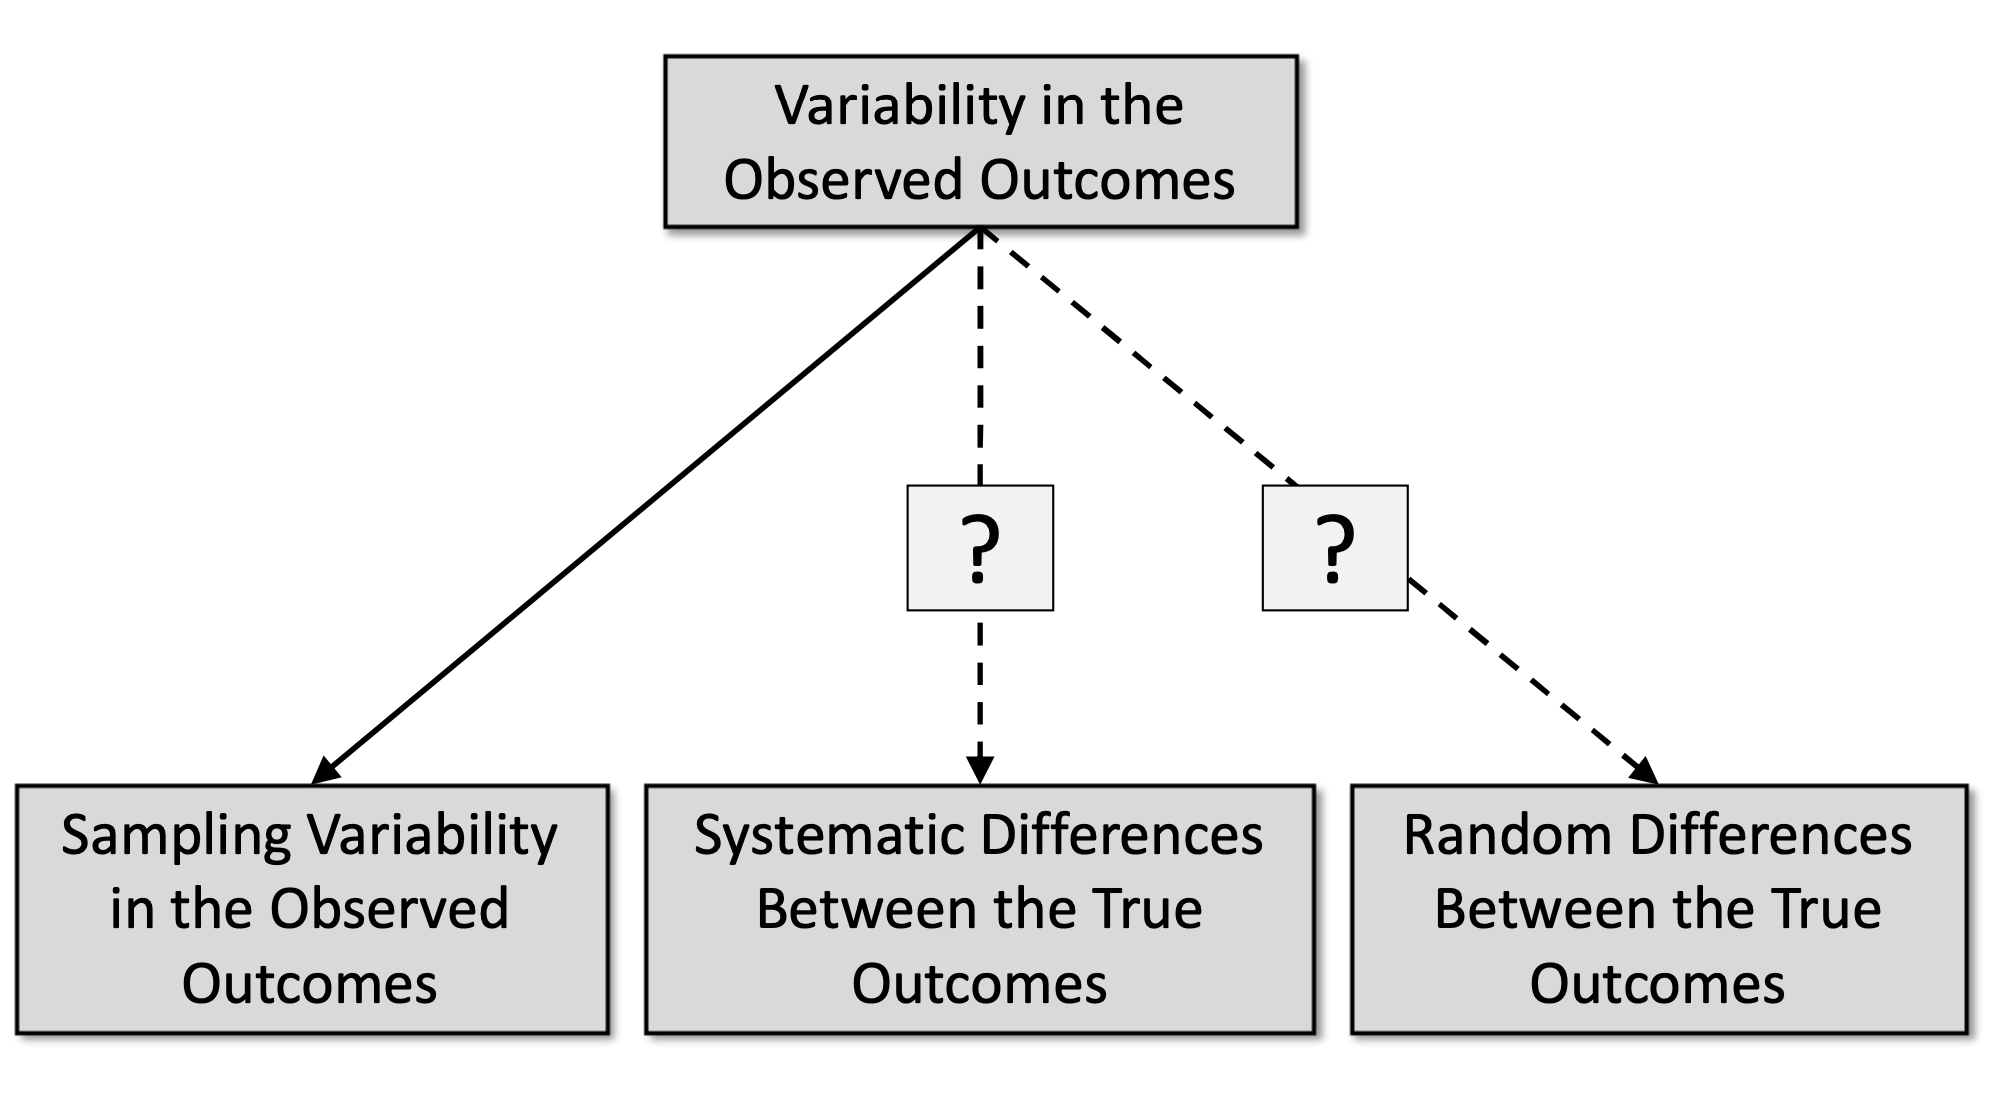 Variability in the
Observed Outcomes
?
?
Sampling Variability
in the Observed
Outcomes
Systematic Differences
Between the True
Outcomes
Random Differences
Between the True
Outcomes